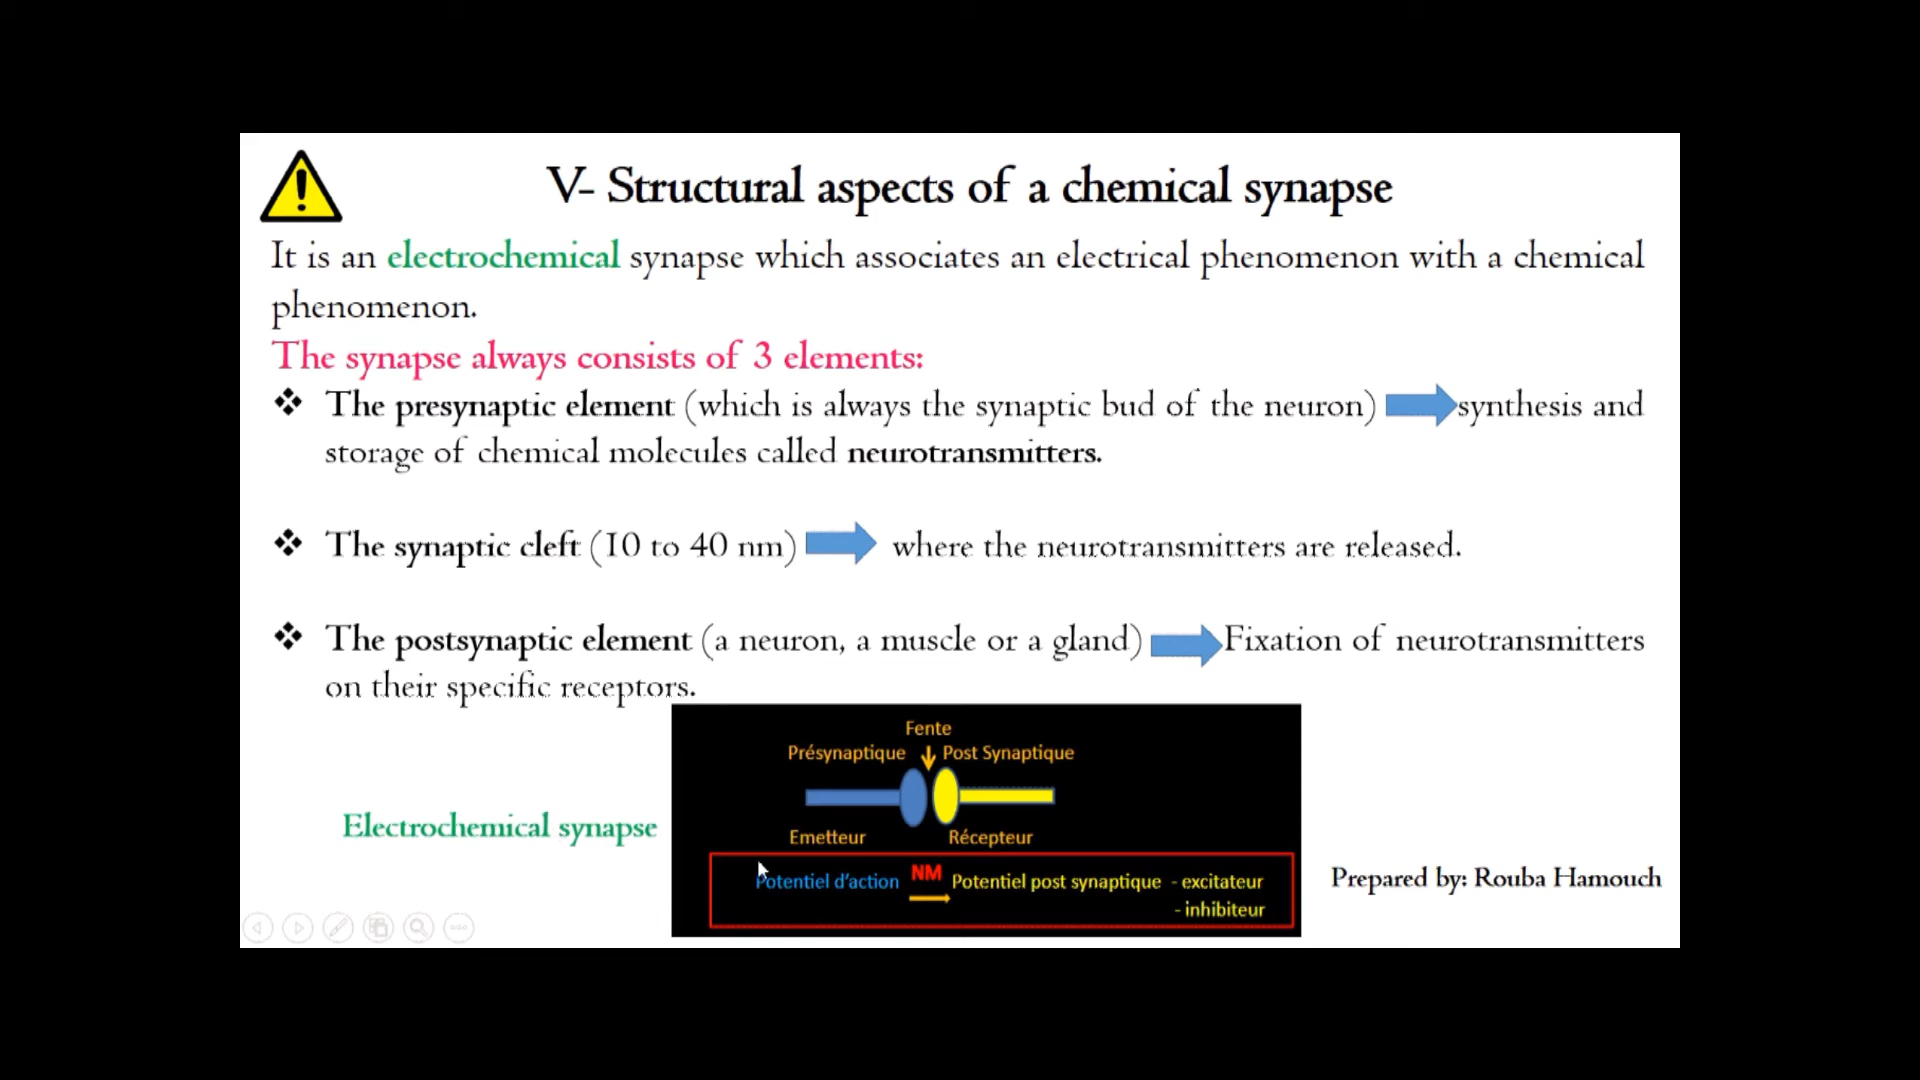 V- Structural aspects of a chemical synapse
It is an electrochemical synapse which associates an electrical phenomenon with a chemical
phenomenon.
The synapse always consists of 3 elements:
❖ The presynaptic element (which is always the synaptic bud of the neuron) synthesis and
storage of chemical molecules called neurotransmitters.
❖ The synaptic cleft (10 to 40 nm) where the neurotransmitters are released.
❖ The postsynaptic element (a neuron, a muscle or a gland) Fixation of neurotransmitters
on their specific receptors.
Fente
Présynaptique Post Synaptique
Electrochemical synapse
Emetteur Récepteur
NM
Potentiel d'action Potentiel post synaptique - excitateur
- inhibiteur
Prepared by: Rouba Hamouch